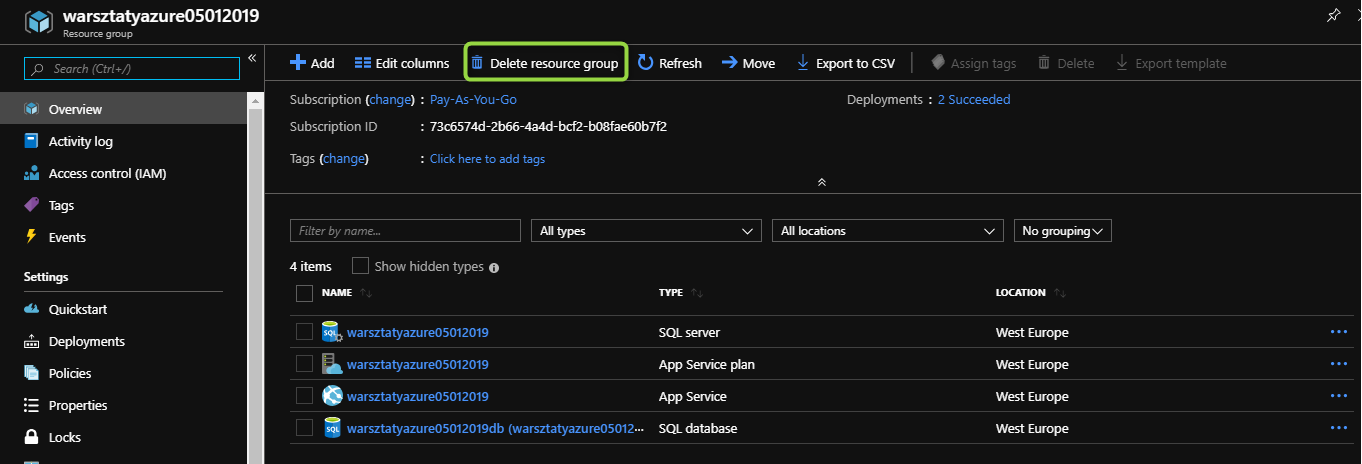 warsztatyazure05012019
Resource group
Search (Ctrl+/)
«
Overview
Activity log
Access control (IAM)
Tags
Events
Settings
Quickstart
Deployments
Policies
Properties
Locks
Add Edit columns Delete resource group Refresh Move Export to CSV Assign tags Delete Export template
Subscription (change) : Pay-As-You-Go Deployments : 2 Succeeded
Subscription ID : 73c6574d-2b66-4a4d-bcf2-b08fae60b7f2
Tags (change) : Click here to add tags
Filter by name... All types All locations No grouping
4 items Show hidden types
NAME TYPE LOCATION
warsztatyazure05012019 SQL server West Europe ...
warsztatyazure05012019 App Service plan West Europe ...
warsztatyazure05012019 App Service West Europe ...
SQL warsztatyazure05012019db (warsztatyazure05012... SQL database West Europe ...